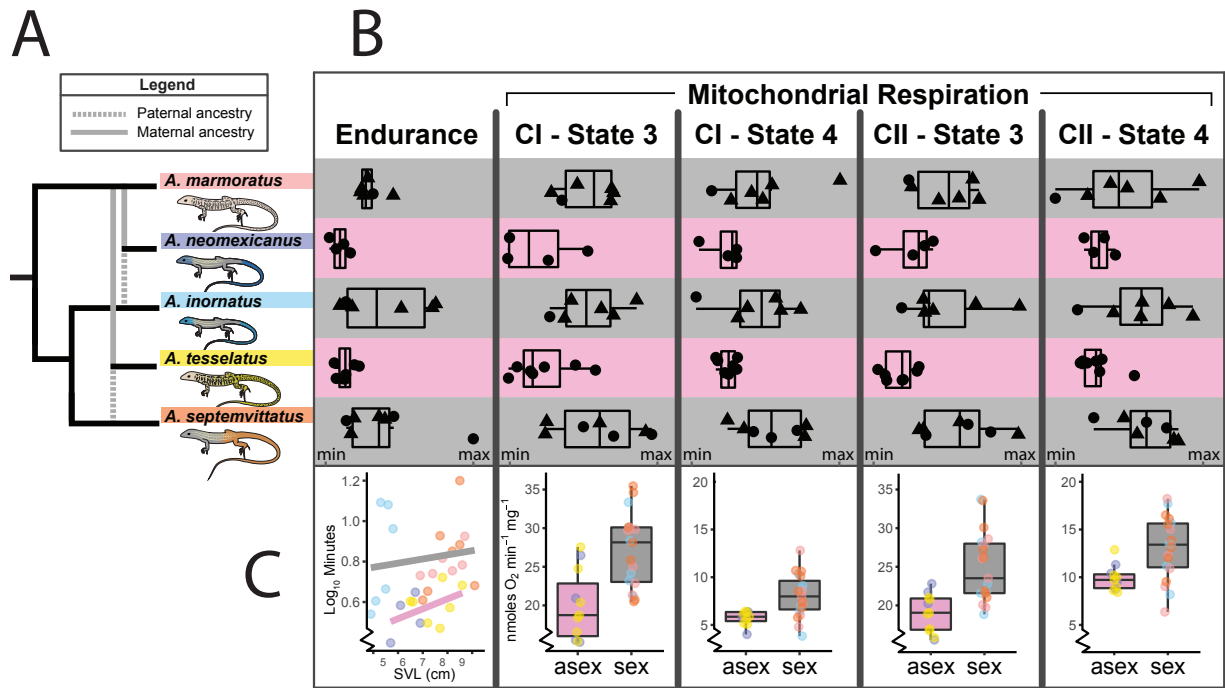 A
B
Legend
Paternal ancestry
Maternal ancestry
Mitochondrial Respiration
Endurance
CI - State 3
CI - State 4
CII - State 3
CII - State 4
A. marmoratus
A. neomexicanus
A. inornatus
A. tesselatus
A. septemvittatus
min max
min max
min max
min max
min max
C
Log₁₀ Minutes
1.2
1.0
0.8
0.6
5 6 7 8 9
SVL (cm)
nmoles O₂ min⁻¹ mg⁻¹
35
30
25
20
asex sex
20
15
10
5
asex sex
35
30
25
20
asex sex
20
15
10
5
asex sex